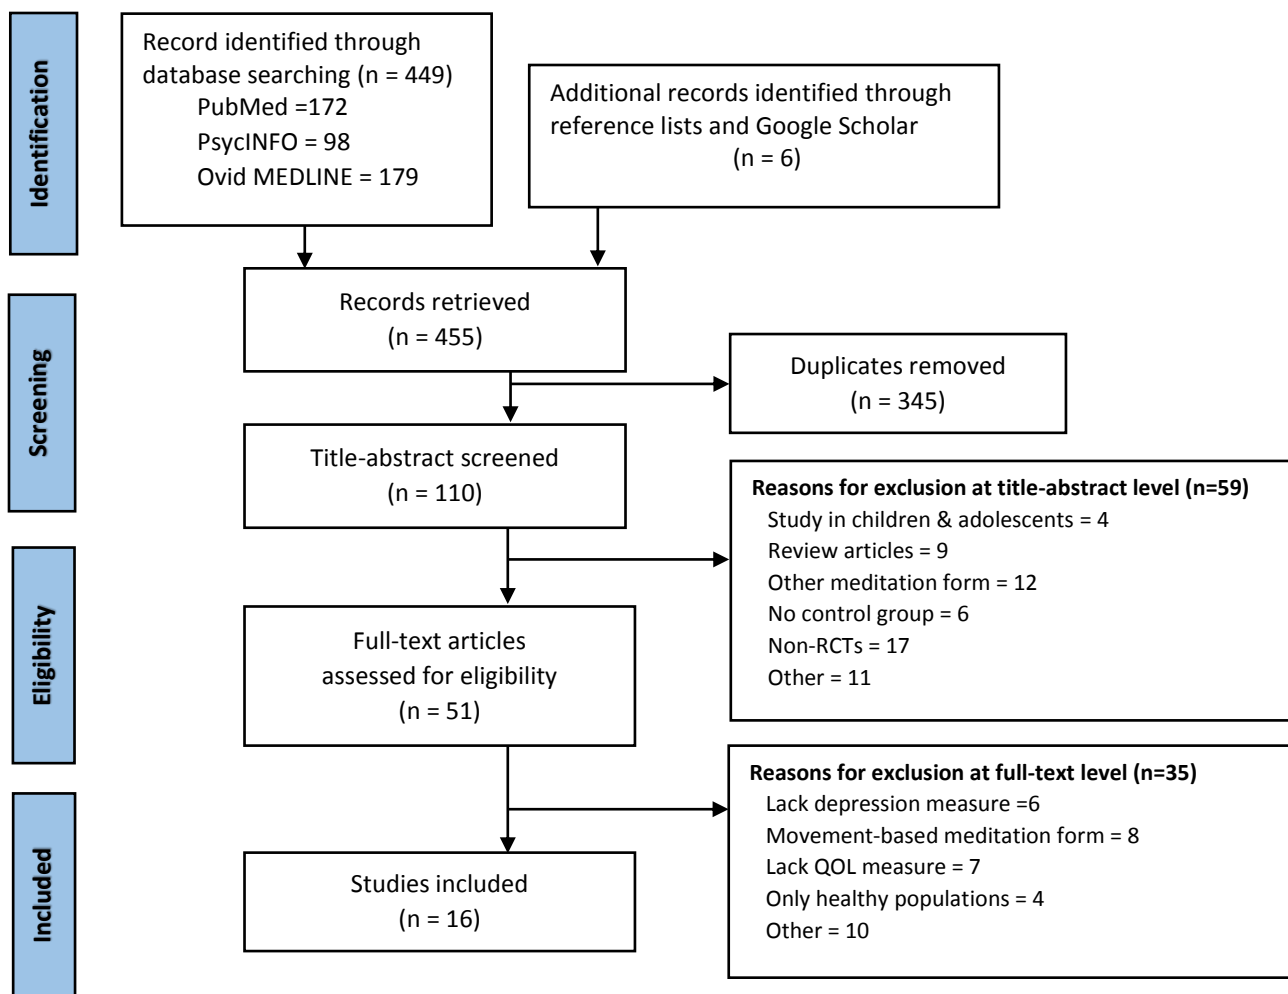 Identification
Record identified through
database searching (n = 449)
PubMed =172
PsycINFO = 98
Ovid MEDLINE = 179
Additional records identified through
reference lists and Google Scholar
(n = 6)
Screening
Records retrieved
(n = 455)
Duplicates removed
(n = 345)
Title-abstract screened
(n = 110)
Reasons for exclusion at title-abstract level (n=59)
Study in children & adolescents = 4
Review articles = 9
Other meditation form = 12
No control group = 6
Non-RCTs = 17
Other = 11
Eligibility
Full-text articles
assessed for eligibility
(n = 51)
Reasons for exclusion at full-text level (n=35)
Lack depression measure =6
Movement-based meditation form = 8
Lack QOL measure = 7
Only healthy populations = 4
Other = 10
Included
Studies included
(n = 16)